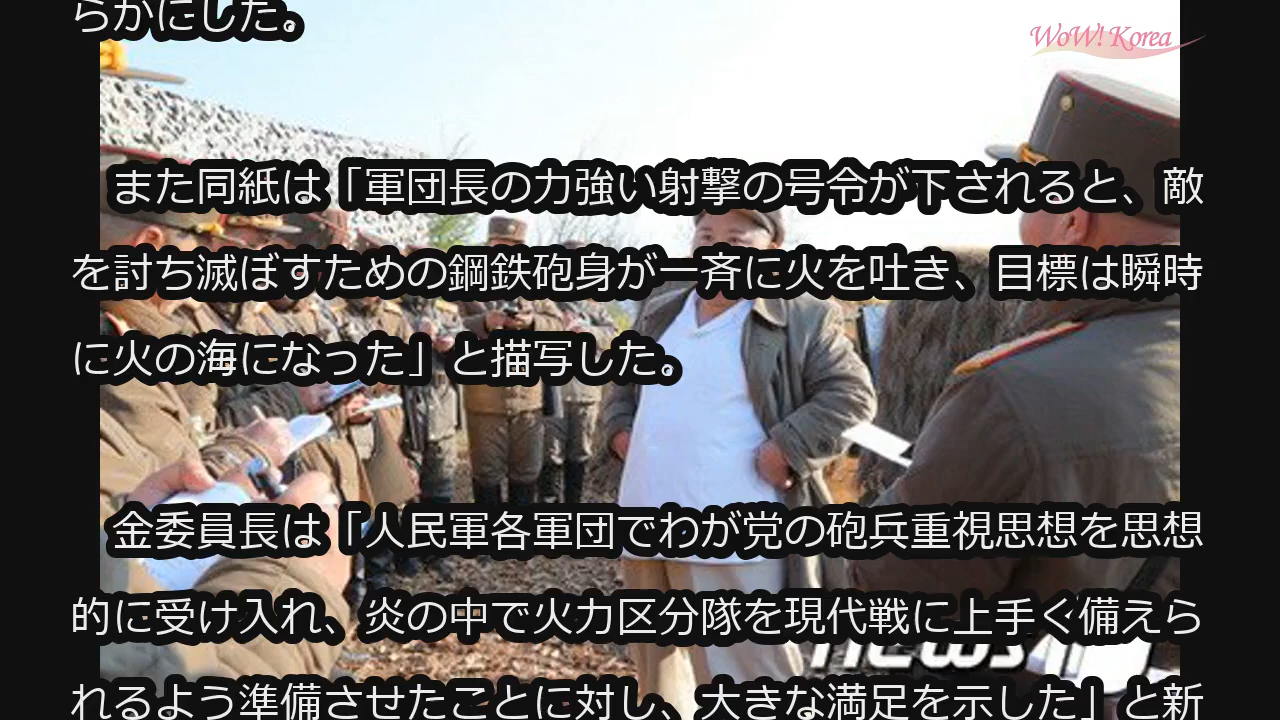 らかにした。
WoW! Korea
また同紙は「軍団長の力強い射撃の号令が下されると、敵
を討ち滅ぼすための鋼鉄砲身が一斉に火を吐き、目標は瞬時
に火の海になった」と描写した。
金委員長は「人民軍各軍団でわが党の砲兵重視思想を思想
的に受け入れ、炎の中で火力区分隊を現代戦に上手く備えら
news
れるよう準備させたことに対し、大きな満足を示した」と新